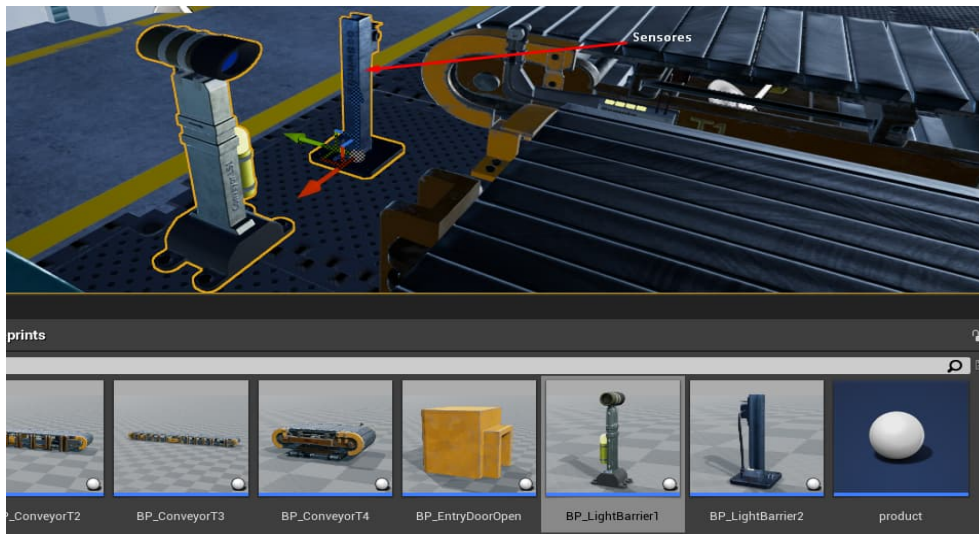 Sensores
prints
P_ConveyorT2
BP_ConveyorT3
BP_ConveyorT4
BP_EntryDoorOpen
BP_LightBarrier1
BP_LightBarrier2
product